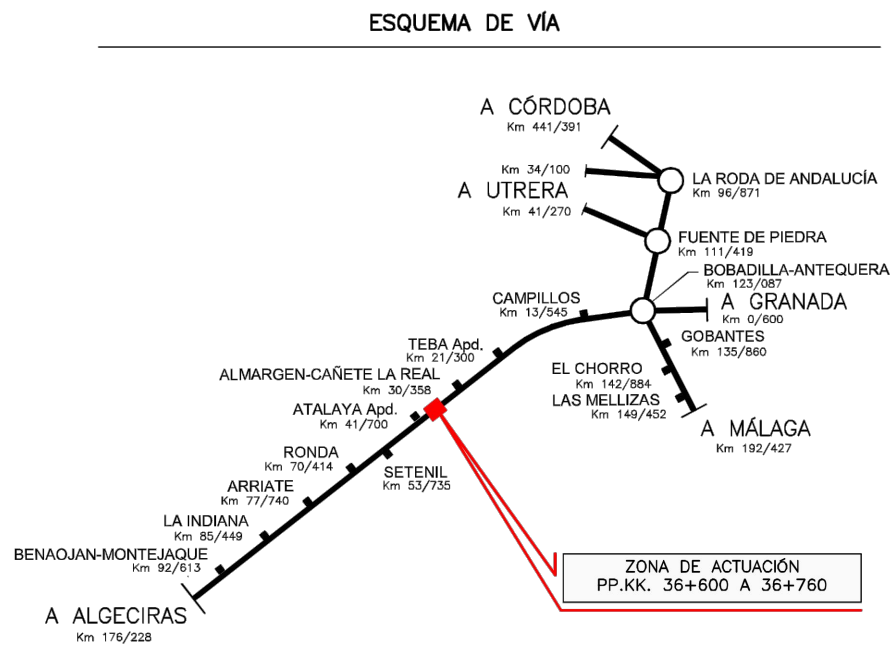 ESQUEMA DE VÍA
A CÓRDOBA
Km 441/391
Km 34/100
A UTRERA
Km 41/270
LA RODA DE ANDALUCÍA
Km 96/871
FUENTE DE PIEDRA
Km 111/419
BOBADILLA-ANTEQUERA
Km 123/087
A GRANADA
Km 0/600
CAMPILLOS
Km 13/545
GOBANTES
Km 135/860
TEBA Apd.
Km 21/300
EL CHORRO
Km 142/884
ALMARGEN-CAÑETE LA REAL
Km 30/358
LAS MELLIZAS
Km 149/452
ATALAYA Apd.
Km 41/700
A MÁLAGA
Km 192/427
RONDA
Km 70/414
SETENIL
Km 53/735
ARRIATE
Km 77/740
LA INDIANA
Km 85/449
BENAOJAN-MONTEJAQUE
Km 92/613
ZONA DE ACTUACIÓN
PP.KK. 36+600 A 36+760
A ALGECIRAS
Km 176/228